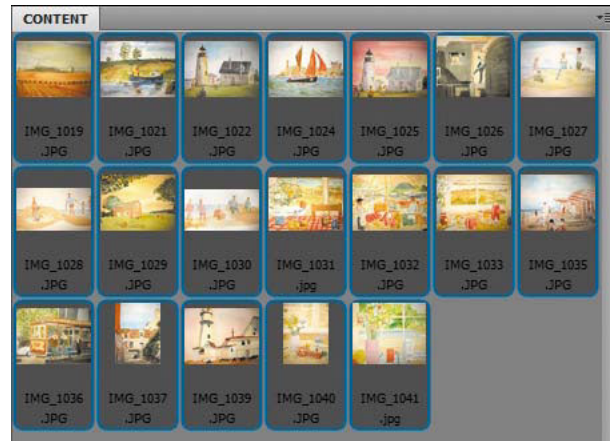 CONTENT
IMG_1019 IMG_1021 IMG_1022 IMG_1024 IMG_1025 IMG_1026 IMG_1027
.JPG .JPG .JPG .JPG .JPG .JPG .JPG
IMG_1028 IMG_1029 IMG_1030 IMG_1031 IMG_1032 IMG_1033 IMG_1035
.JPG .JPG .JPG .jpg .JPG .JPG .JPG
IMG_1036 IMG_1037 IMG_1039 IMG_1040 IMG_1041
.JPG .JPG .JPG .JPG .jpg